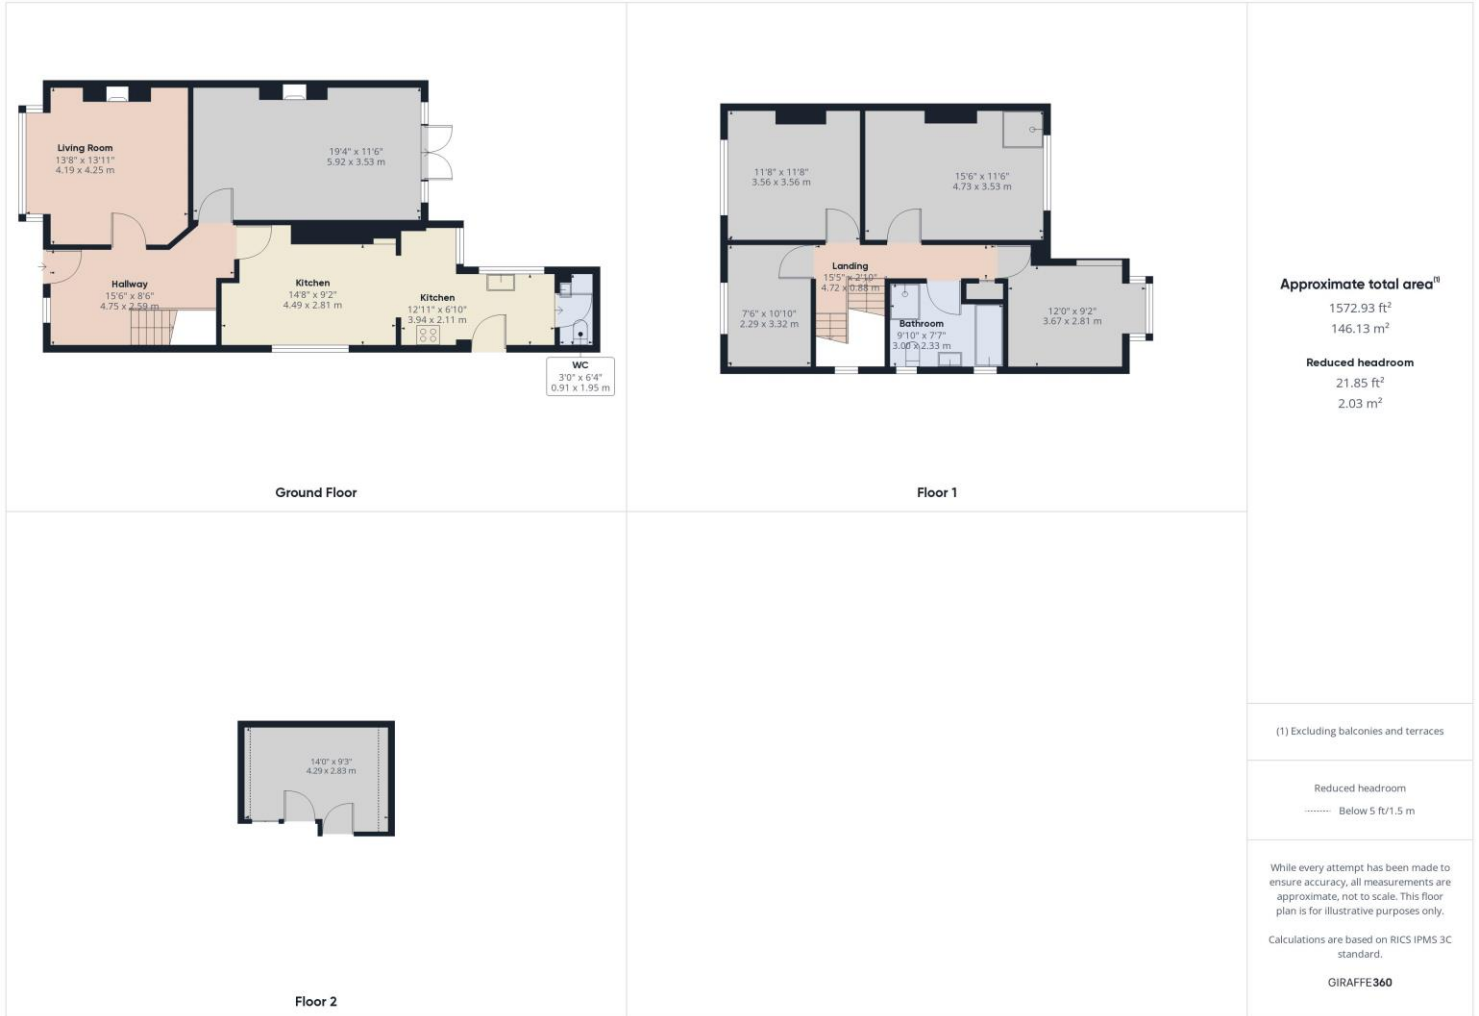 Living Room
13'8" x 13'11"
4.19 x 4.25 m
19'4" x 11'6"
5.92 x 3.53 m
Hallway
15'6" x 8'6"
4.75 x 2.59 m
Kitchen
14'8" x 9'2"
4.49 x 2.81 m
Kitchen
12'11" x 6'10"
3.94 x 2.11 m
WC
3'0" x 6'4"
0.91 x 1.95 m
Ground Floor
11'8" x 11'8"
3.56 x 3.56 m
15'6" x 11'6"
4.73 x 3.53 m
Landing
15'5" x 2'10"
4.72 x 0.88 m
7'6" x 10'10"
2.29 x 3.32 m
Bathroom
9'10" x 7'7"
3.00 x 2.33 m
12'0" x 9'2"
3.67 x 2.81 m
Floor 1
14'0" x 9'3"
4.29 x 2.83 m
Floor 2
Approximate total area(1)
1572.93 ft²
146.13 m²
Reduced headroom
21.85 ft²
2.03 m²
(1) Excluding balconies and terraces
Reduced headroom
Below 5 ft/1.5 m
While every attempt has been made to
ensure accuracy, all measurements are
approximate, not to scale. This floor
plan is for illustrative purposes only.
Calculations are based on RICS IPMS 3C
standard.
GIRAFFE360